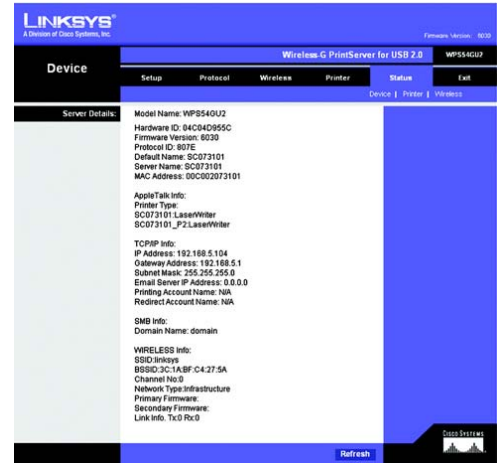 LINKSYS®
A Division of Cisco Systems, Inc.
Firmware Version: 6030
Wireless-G PrintServer for USB 2.0
WPS54GU2
Device
Setup Protocol Wireless Printer Status Exit
Device | Printer | Wireless
Server Details:
Model Name: WPS54GU2
Hardware ID: 04C04D955C
Firmware Version: 6030
Protocol ID: 807E
Default Name: SC073101
Server Name: SC073101
MAC Address: 00C002073101
AppleTalk Info:
Printer Type:
SC073101:LaserWriter
SC073101_P2:LaserWriter
TCP/IP Info:
IP Address: 192.168.5.104
Gateway Address: 192.168.5.1
Subnet Mask: 255.255.255.0
Email Server IP Address: 0.0.0.0
Printing Account Name: N/A
Redirect Account Name: N/A
SMB Info:
Domain Name: domain
WIRELESS Info:
SSID:linksys
BSSID:3C:1A:BF:C4:27:5A
Channel No:0
Network Type:Infrastructure
Primary Firmware:
Secondary Firmware:
Link Info. Tx:0 Rx:0
Refresh
CISCO SYSTEMS